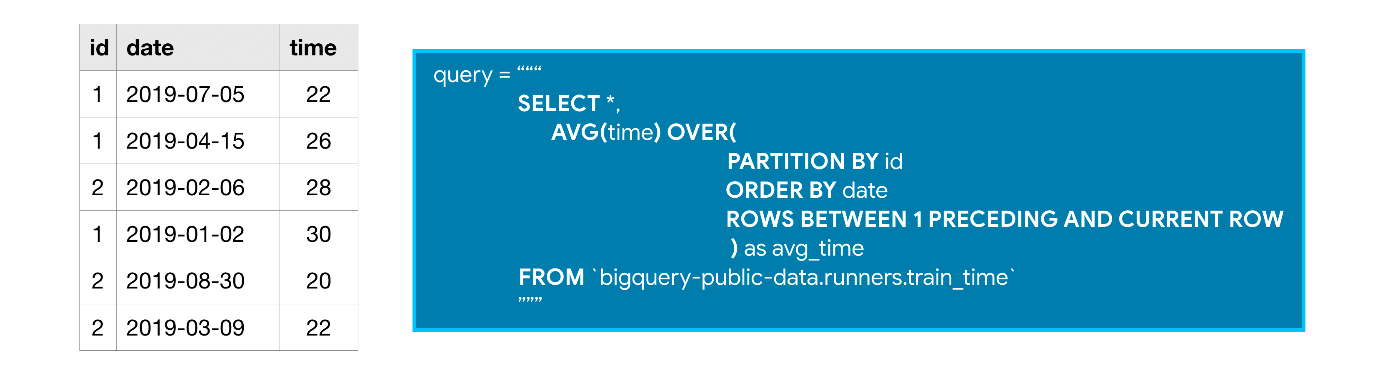 id date time
1 2019-07-05 22
1 2019-04-15 26
2 2019-02-06 28
1 2019-01-02 30
2 2019-08-30 20
2 2019-03-09 22
query = “““
SELECT *,
AVG(time) OVER(
PARTITION BY id
ORDER BY date
ROWS BETWEEN 1 PRECEDING AND CURRENT ROW
) as avg_time
FROM `bigquery-public-data.runners.train_time`
”””